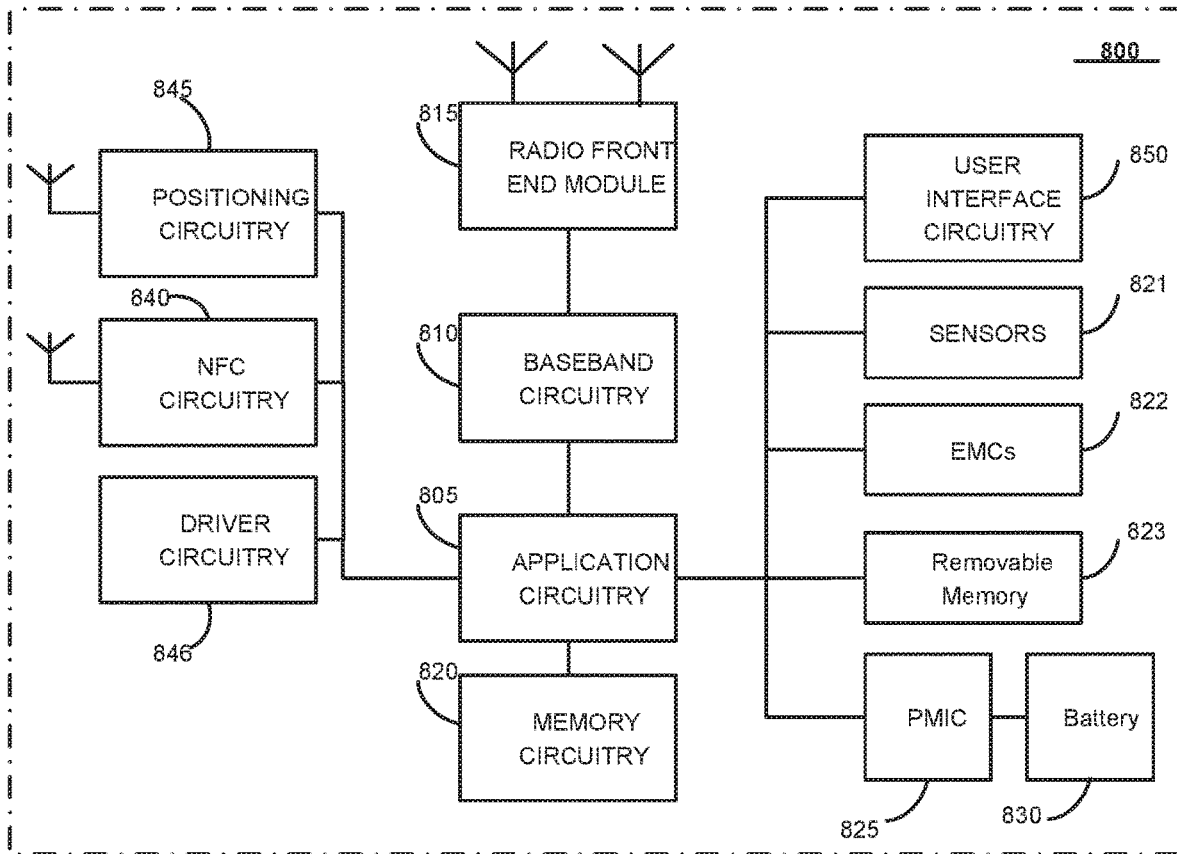 800
845
POSITIONING
CIRCUITRY
840
NFC
CIRCUITRY
DRIVER
CIRCUITRY
846
815
RADIO FRONT
END MODULE
810
BASEBAND
CIRCUITRY
805
APPLICATION
CIRCUITRY
820
MEMORY
CIRCUITRY
USER
INTERFACE
CIRCUITRY
850
SENSORS
821
EMCs
822
Removable
Memory
823
PMIC
825
Battery
830